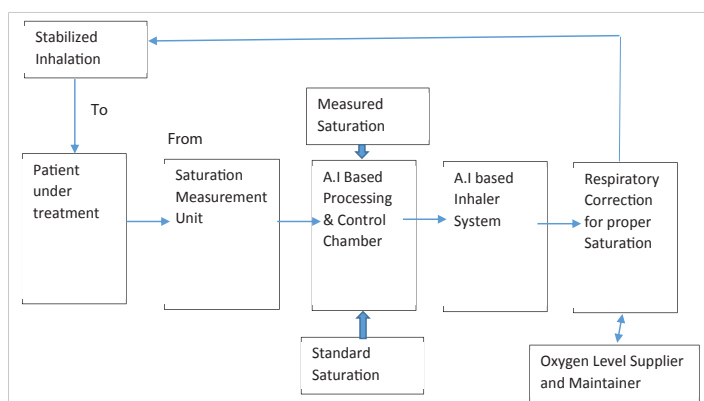 Stabilized
Inhalation
To
From
Measured
Saturation
Patient
under
treatment
Saturation
Measurement
Unit
A.I Based
Processing
& Control
Chamber
A.I based
Inhaler
System
Respiratory
Correction
for proper
Saturation
Standard
Saturation
Oxygen Level Supplier
and Maintainer